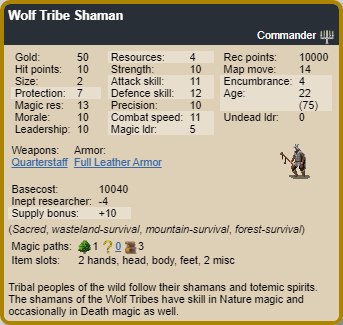 Wolf Tribe Shaman
Commander
Gold: 50 Resources: 4 Rec points: 10000
Hit points: 10 Strength: 10 Map move: 14
Size: 2 Attack skill: 11 Encumbrance: 4
Protection: 7 Defence skill: 12 Age: 22
Magic res: 13 Precision: 10 (75)
Morale: 10 Combat speed: 11 Undead ldr: 0
Leadership: 10 Magic ldr: 5
Weapons: Armor:
Quarterstaff Full Leather Armor
Basecost: 10040
Inept researcher: -4
Supply bonus: +10
(Sacred, wasteland-survival, mountain-survival, forest-survival)
Magic paths: 1 ? 0 3
Item slots: 2 hands, head, body, feet, 2 misc
Tribal peoples of the wild follow their shamans and totemic spirits.
The shamans of the Wolf Tribes have skill in Nature magic and
occasionally in Death magic as well.